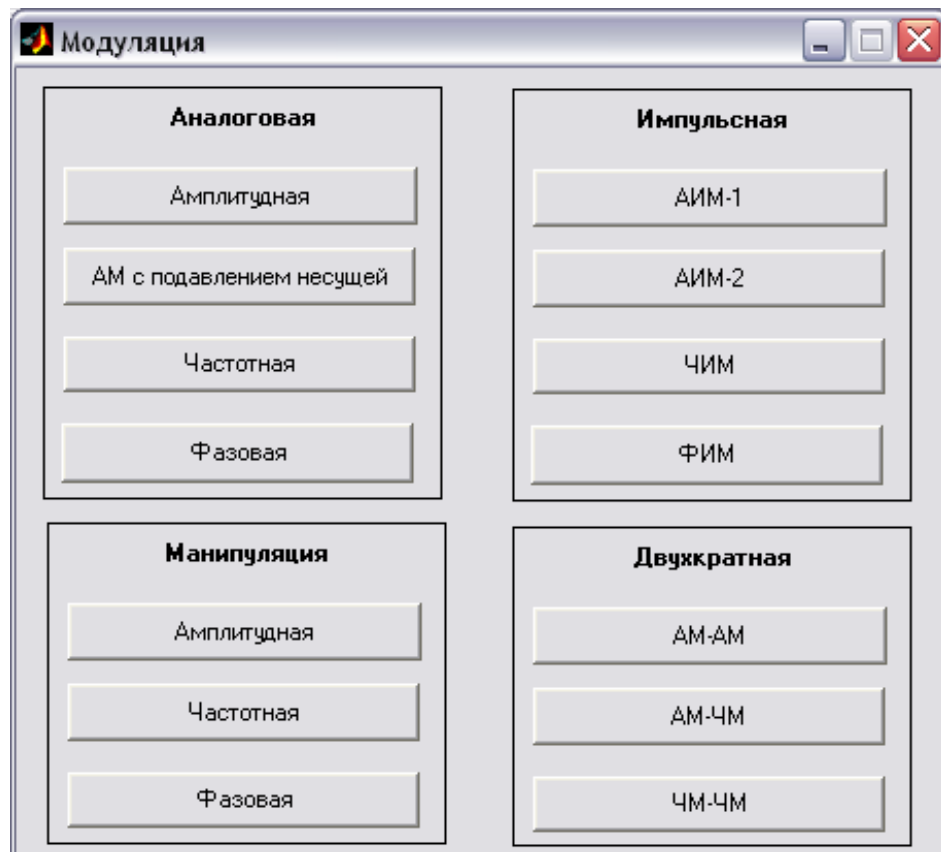 Модуляция
Аналоговая
Амплитудная
АМ с подавлением несущей
Частотная
Фазовая
Импульсная
АИМ-1
АИМ-2
ЧИМ
ФИМ
Манипуляция
Амплитудная
Частотная
Фазовая
Двухкратная
АМ-АМ
АМ-ЧМ
ЧМ-ЧМ